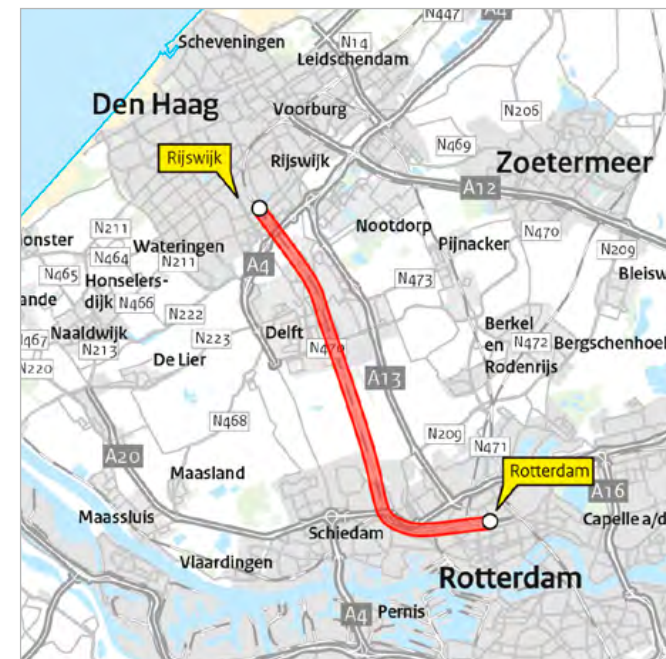 N447
A4
Scheveningen
N14
Leidschendam
Den Haag
Voorburg
N206
Rijswijk
Rijswijk
N469
Zoetermeer
A12
N211
Nootdorp
N470
onster
Wateringen
Pijnacker
N209
N464
N211
A4
Bleisw
N465
Honselers-
dijk
N466
N473
ande
N222
Berkel
en
Rodenrijs
N467
Naaldwijk
N223
Delft
N470
N472
Bergschenhoek
N213
N220
De Lier
A13
N468
N209
N471
A20
Maasland
Rotterdam
A16
Maassluis
Schiedam
Capelle a/d
Vlaardingen
Rotterdam
A4
Pernis